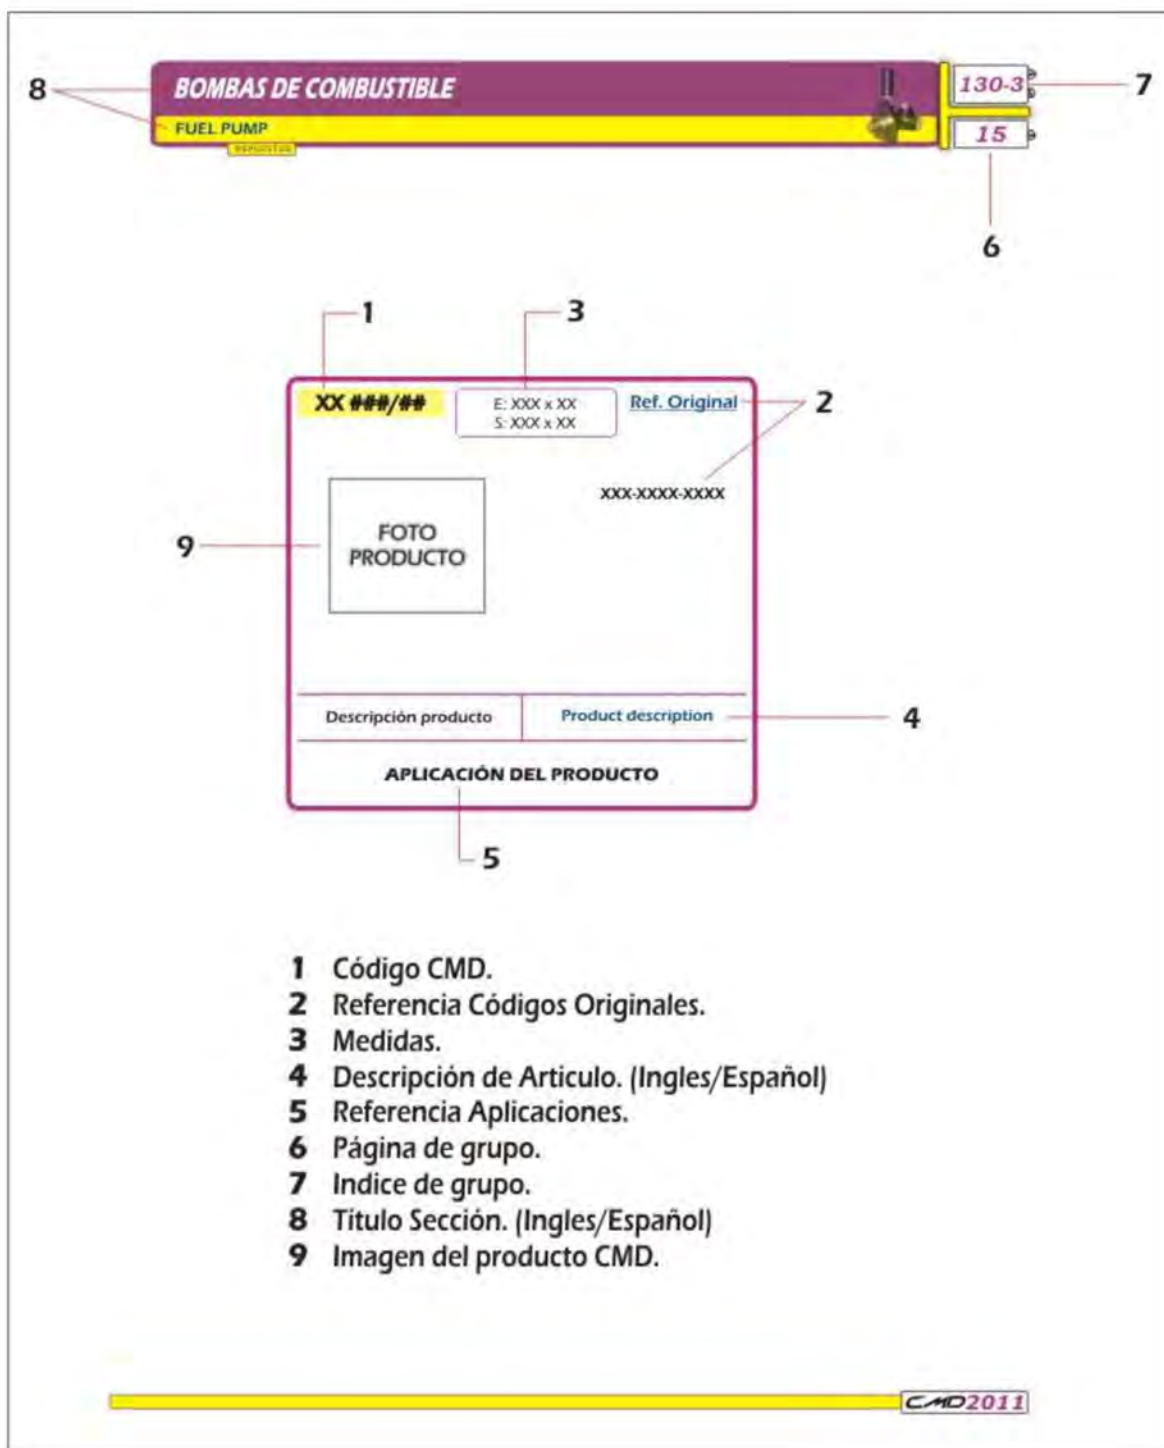 8
BOMBAS DE COMBUSTIBLE
FUEL PUMP
REPUESTOS
130-3
7
15
6
1
3
XX ###/##
E: XXX x XX
S: XXX x XX
Ref. Original
2
XXX-XXXX-XXXX
9
FOTO
PRODUCTO
Descripción producto
Product description
4
APLICACIÓN DEL PRODUCTO
5
1 Código CMD.
2 Referencia Códigos Originales.
3 Medidas.
4 Descripción de Articulo. (Ingles/Español)
5 Referencia Aplicaciones.
6 Página de grupo.
7 Indice de grupo.
8 Titulo Sección. (Ingles/Español)
9 Imagen del producto CMD.
CMD2011